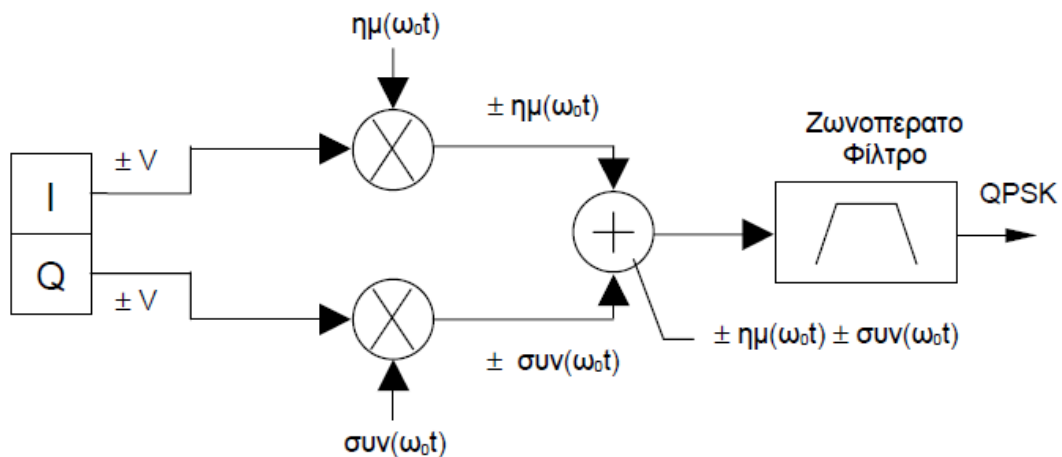 ημ(ω₀t)
± V
± ημ(ω₀t)
Ζωνοπερατο
Φίλτρο
I
QPSK
Q
± V
± συν(ω₀t)
± ημ(ω₀t) ± συν(ω₀t)
συν(ω₀t)